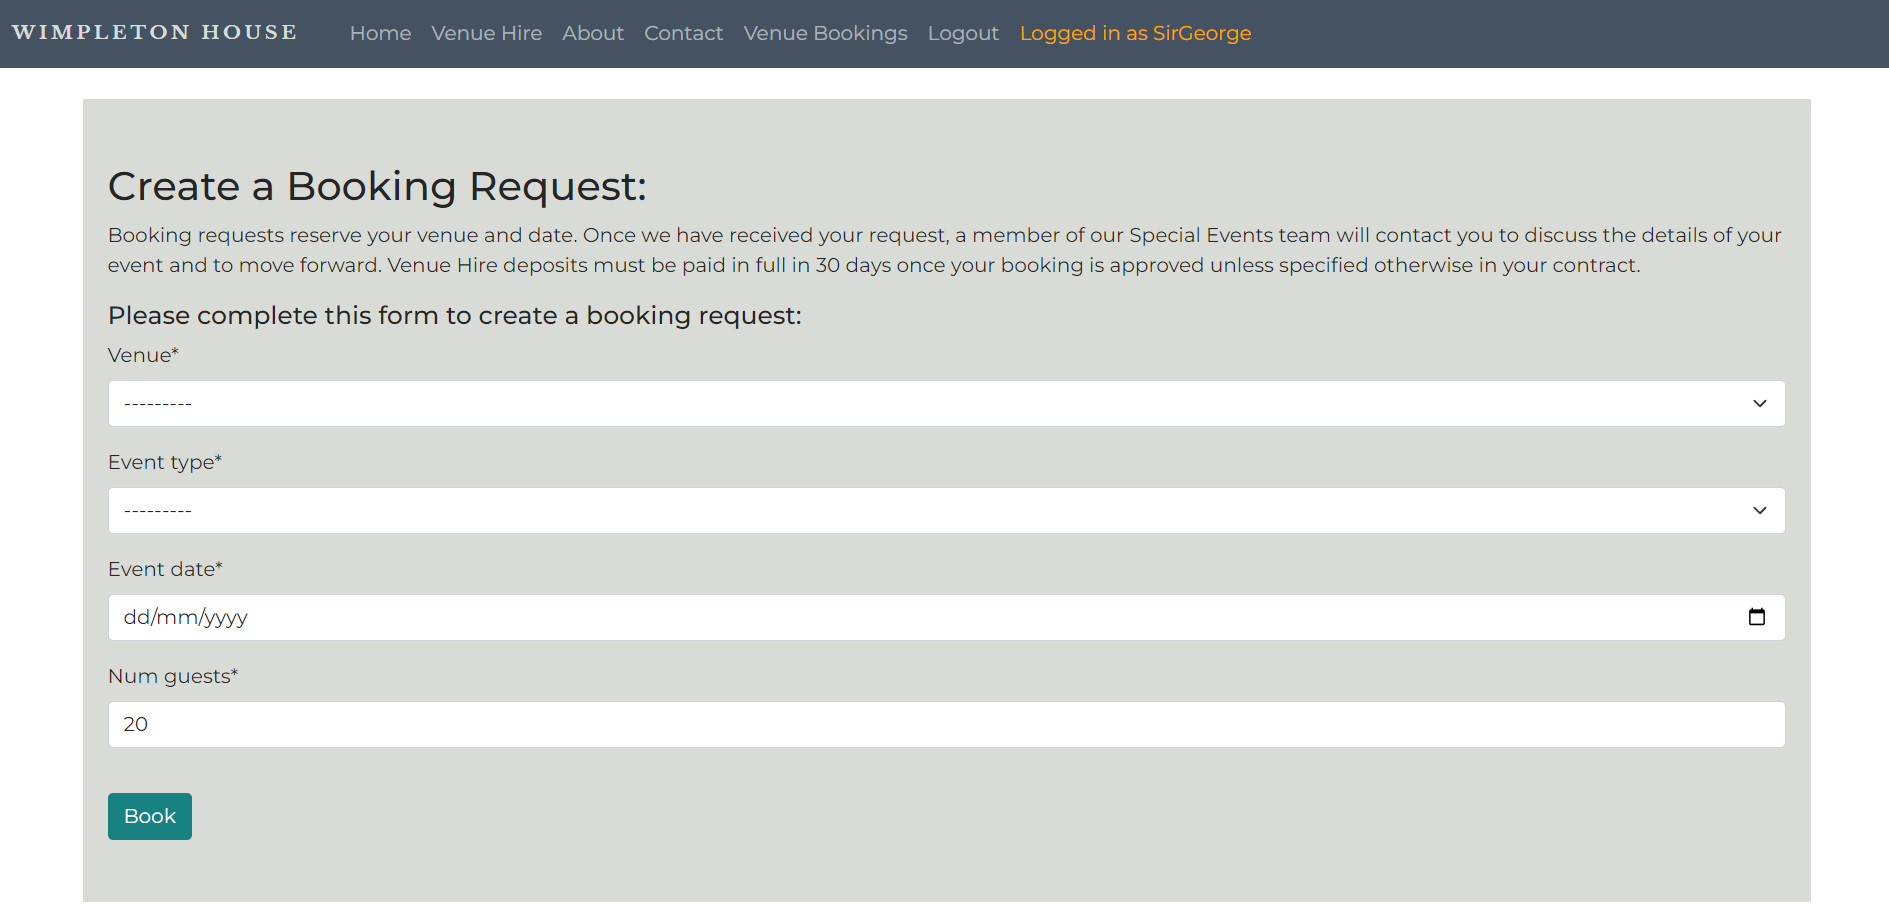 WIMPLETON HOUSE Home Venue Hire About Contact Venue Bookings Logout Logged in as SirGeorge
Create a Booking Request:
Booking requests reserve your venue and date. Once we have received your request, a member of our Special Events team will contact you to discuss the details of your
event and to move forward. Venue Hire deposits must be paid in full in 30 days once your booking is approved unless specified otherwise in your contract.
Please complete this form to create a booking request:
Venue*
---------
Event type*
---------
Event date*
dd/mm/yyyy
Num guests*
20
Book